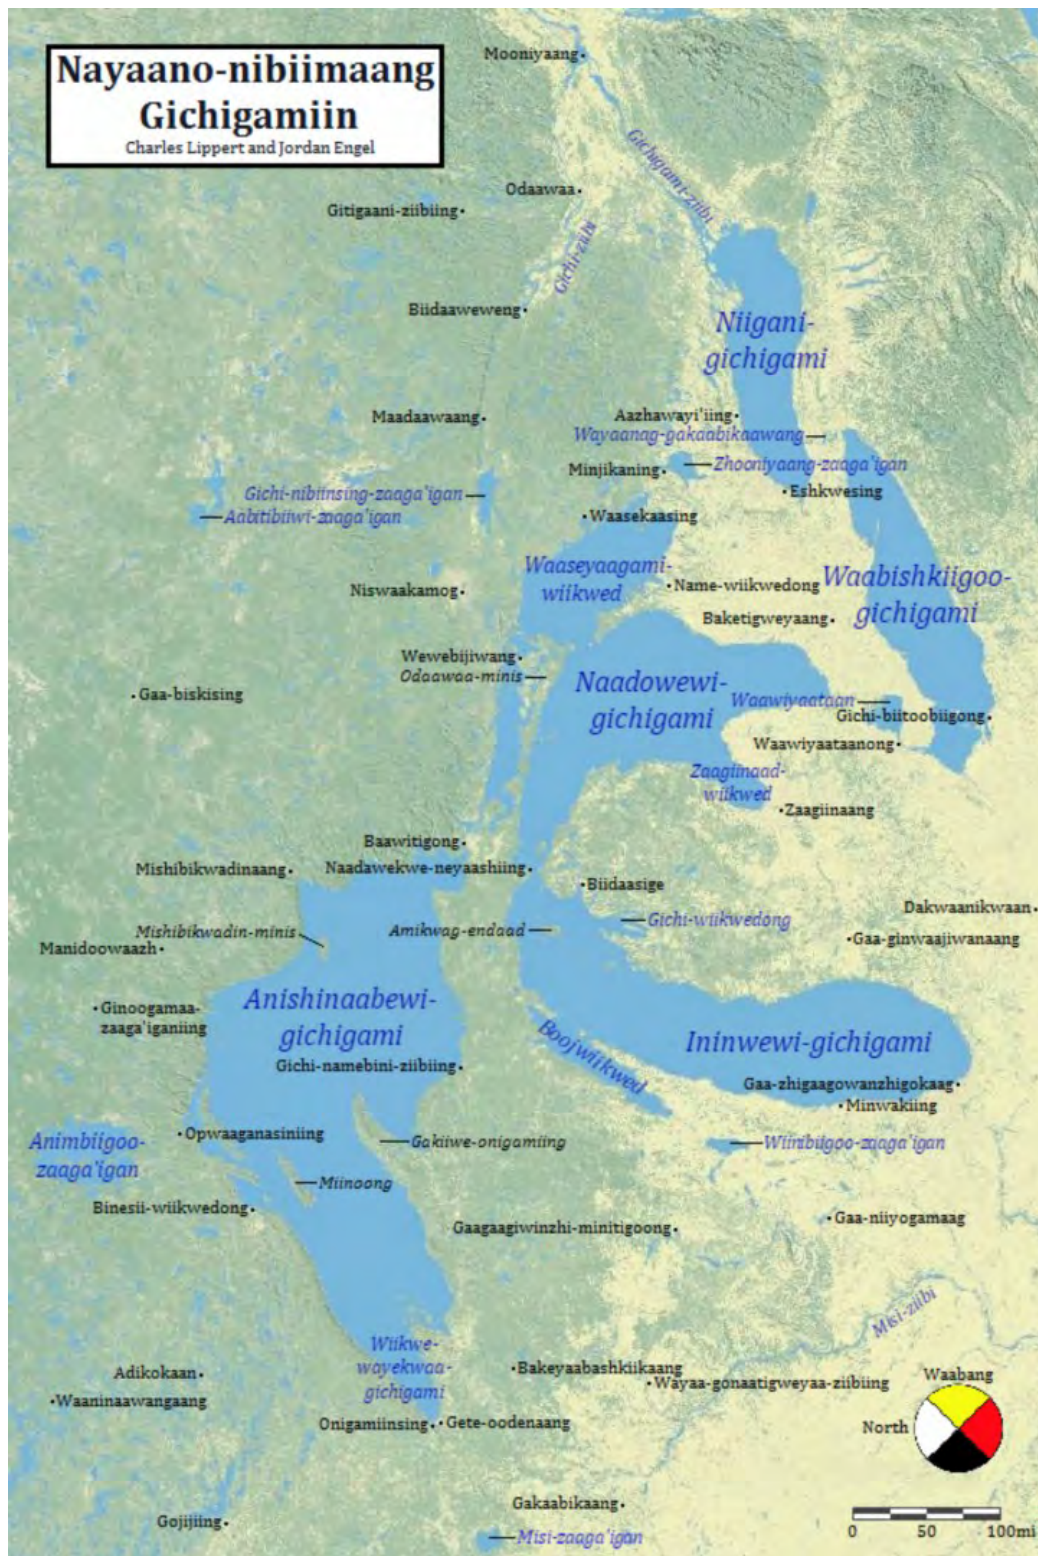 Nayaano-nibiimaang
Gichigamiin
Charles Lippert and Jordan Engel
Mooniyaang
Gichigami-ziibi
Odaawaa
Gitigaani-ziibiing
Gichi-ziibi
Biidaaweweng
Niigani-
gichigami
Maadaawaang
Aazhawayi'iing
Wayaanag-gakaabikaawang
Minjikaning
Zhooniyaang-zaaga'igan
Gichi-nibiinsing-zaaga'igan
Eshkwesing
Aabitibiiwi-zaaga'igan
Waasekaasing
Waaseyaagami-
wiikwed
Niswaakamog
Name-wiikwedong
Waabishkiigoo-
gichigami
Baketigweyaang
Wewebijiwang
Odaawaa-minis
Naadowewi-
gichigami
Gaa-biskising
Waawiyaataan
Gichi-biitoobiigong
Waawiyaataanong
Zaagiinaad-
wiikwed
Zaagiinaang
Baawitigong
Mishibikwadinaang
Naadawekwe-neyaashiing
Biidaasige
Dakwaanikwaan
Gichi-wiikwedong
Mishibikwadin-minis
Amikwag-endaad
Manidoowaazh
Gaa-ginwaajiwanaang
Ginoogamaa-
zaaga'iganiing
Anishinaabewi-
gichigami
Boojwiikwed
Ininwewi-gichigami
Gichi-namebini-ziibiing
Gaa-zhigaagowanzhigokaag
Minwakiing
Animbiigoo-
zaaga'igan
Opwaaganasiniing
Gakiiwe-onigamiing
Wiinibiigoo-zaaga'igan
Miinoong
Binesii-wiikwedong
Gaagaagiwinzhi-minitigoong
Gaa-niiyogamaag
Misi-ziibi
Wiikwe-
wayekwaa-
gichigami
Adikokaan
Bakeyaabashkiikaang
Wayaa-gonaatigweyaa-ziibiing
Waabang
Waaninaawangaang
Onigamiinsing
Gete-oodenaang
North
Gakaabikaang
Gojijiing
Misi-zaaga'igan
0 50 100mi